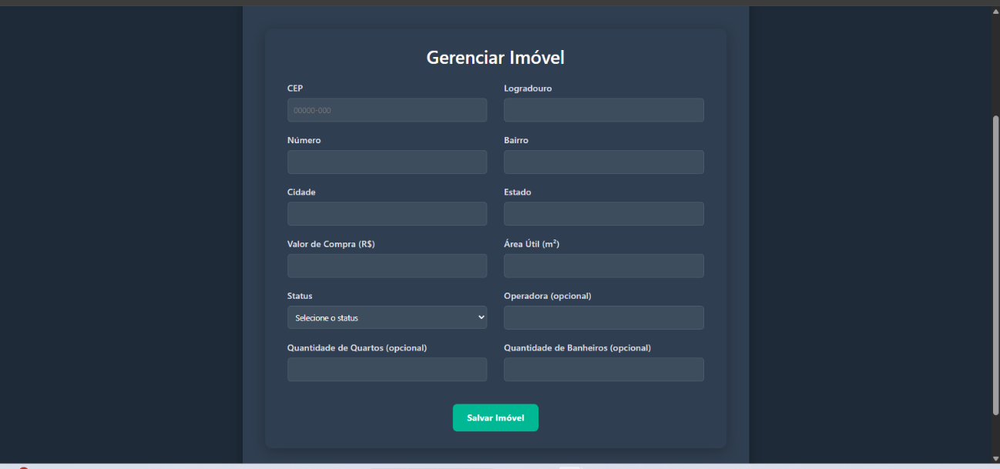 Gerenciar Imóvel
CEP
Logradouro
00000-000
Número
Bairro
Cidade
Estado
Valor de Compra (R$)
Área Útil (m²)
Status
Operadora (opcional)
Selecione o status
Quantidade de Quartos (opcional)
Quantidade de Banheiros (opcional)
Salvar Imóvel